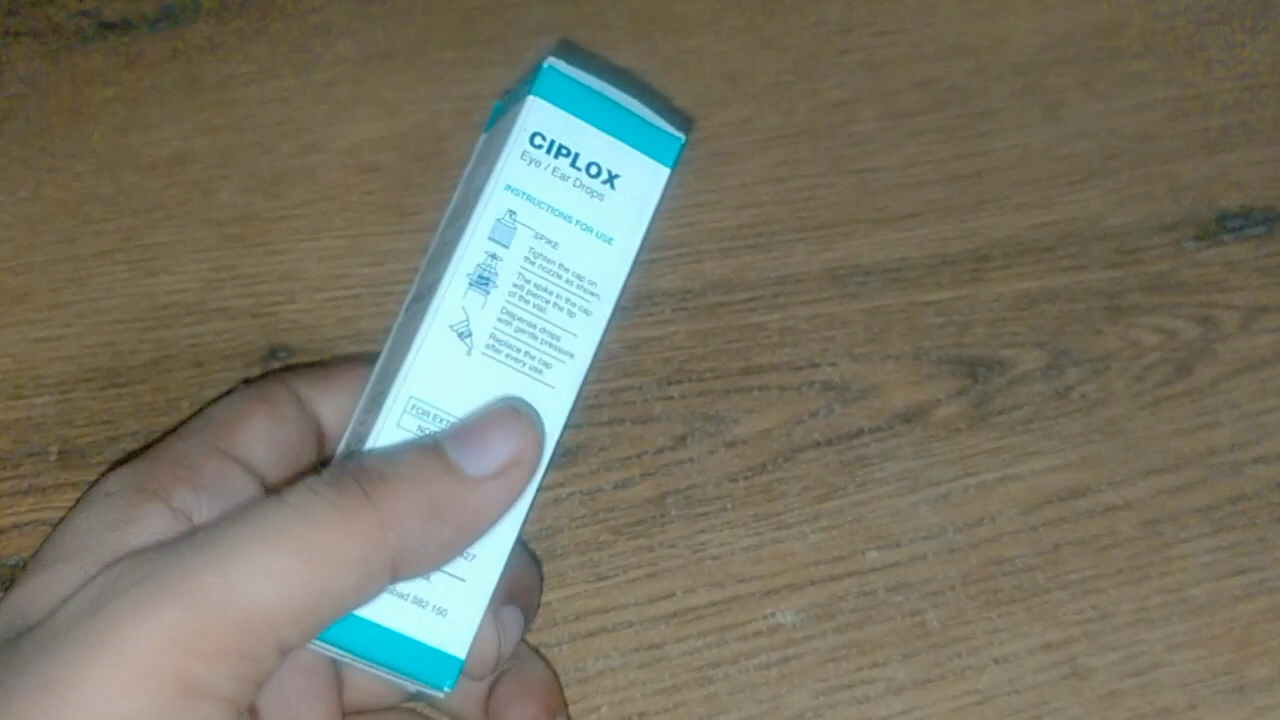 CIPLOX
Eye / Ear Drops
INSTRUCTIONS FOR USE
SPIKE
Tighten the cap on
the nozzle as shown.
The spike in the cap
will pierce the tip
of the vial.
Dispense drops
with gentle pressure.
Replace the cap
after every use.
FOR
382 150